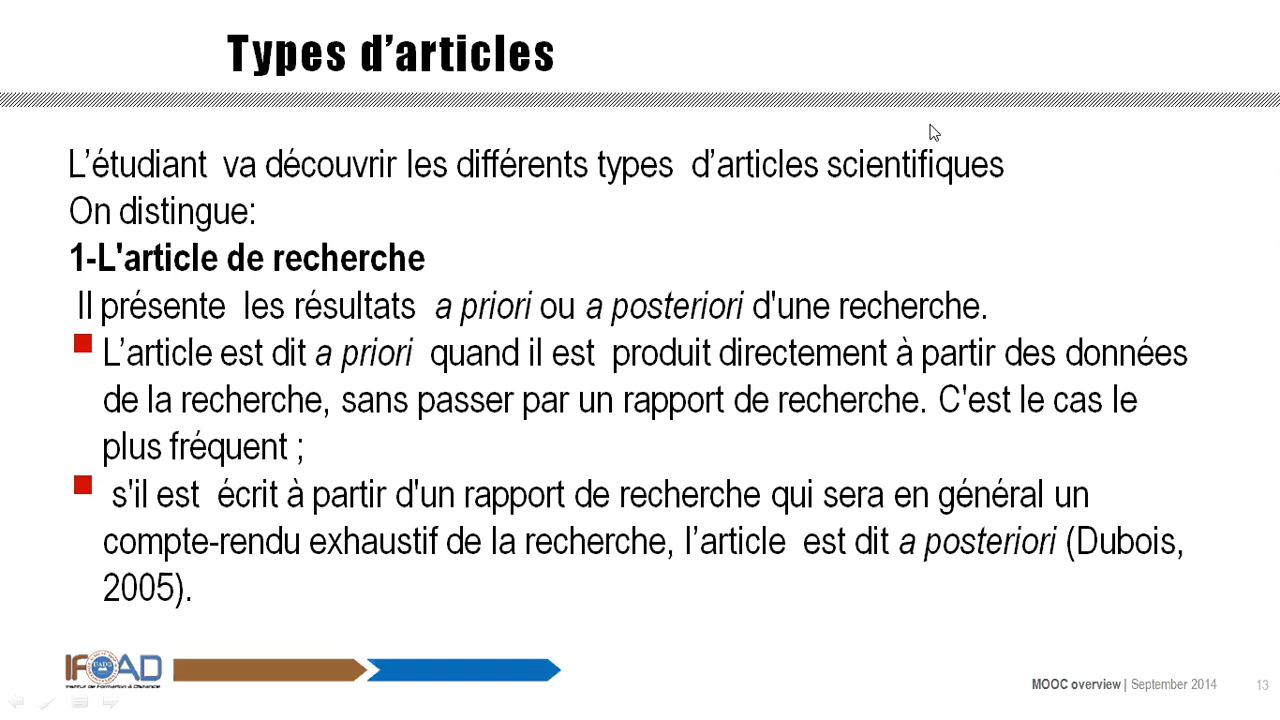 Types d’articles
L’étudiant va découvrir les différents types d’articles scientifiques
On distingue:
1-L'article de recherche
Il présente les résultats a priori ou a posteriori d'une recherche.
L’article est dit a priori quand il est produit directement à partir des données
de la recherche, sans passer par un rapport de recherche. C'est le cas le
plus fréquent ;
s'il est écrit à partir d'un rapport de recherche qui sera en général un
compte-rendu exhaustif de la recherche, l’article est dit a posteriori (Dubois,
2005).
IFOAD
Institut de Formation à Distance
MOOC overview | September 2014
13